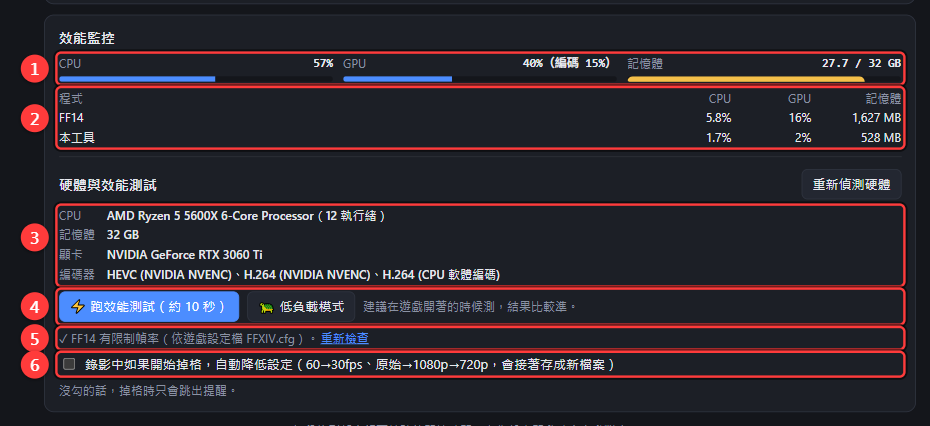 效能監控
1
CPU 57% GPU 40% (編碼 15%) 記憶體 27.7 / 32 GB
2
程式 CPU GPU 記憶體
FF14 5.8% 16% 1,627 MB
本工具 1.7% 2% 528 MB
硬體與效能測試 重新偵測硬體
3
CPU AMD Ryzen 5 5600X 6-Core Processor（12 執行緒）
記憶體 32 GB
顯卡 NVIDIA GeForce RTX 3060 Ti
編碼器 HEVC (NVIDIA NVENC)、H.264 (NVIDIA NVENC)、H.264 (CPU 軟體編碼)
4
⚡ 跑效能測試（約 10 秒） 🐢 低負載模式 建議在遊戲開著的時候測，結果比較準。
5
✓ FF14 有限制幀率（依遊戲設定檔 FFXIV.cfg）。重新檢查
6
錄影中如果開始掉格，自動降低設定（60→30fps、原始→1080p→720p，會接著存成新檔案）
沒勾的話，掉格時只會跳出提醒。